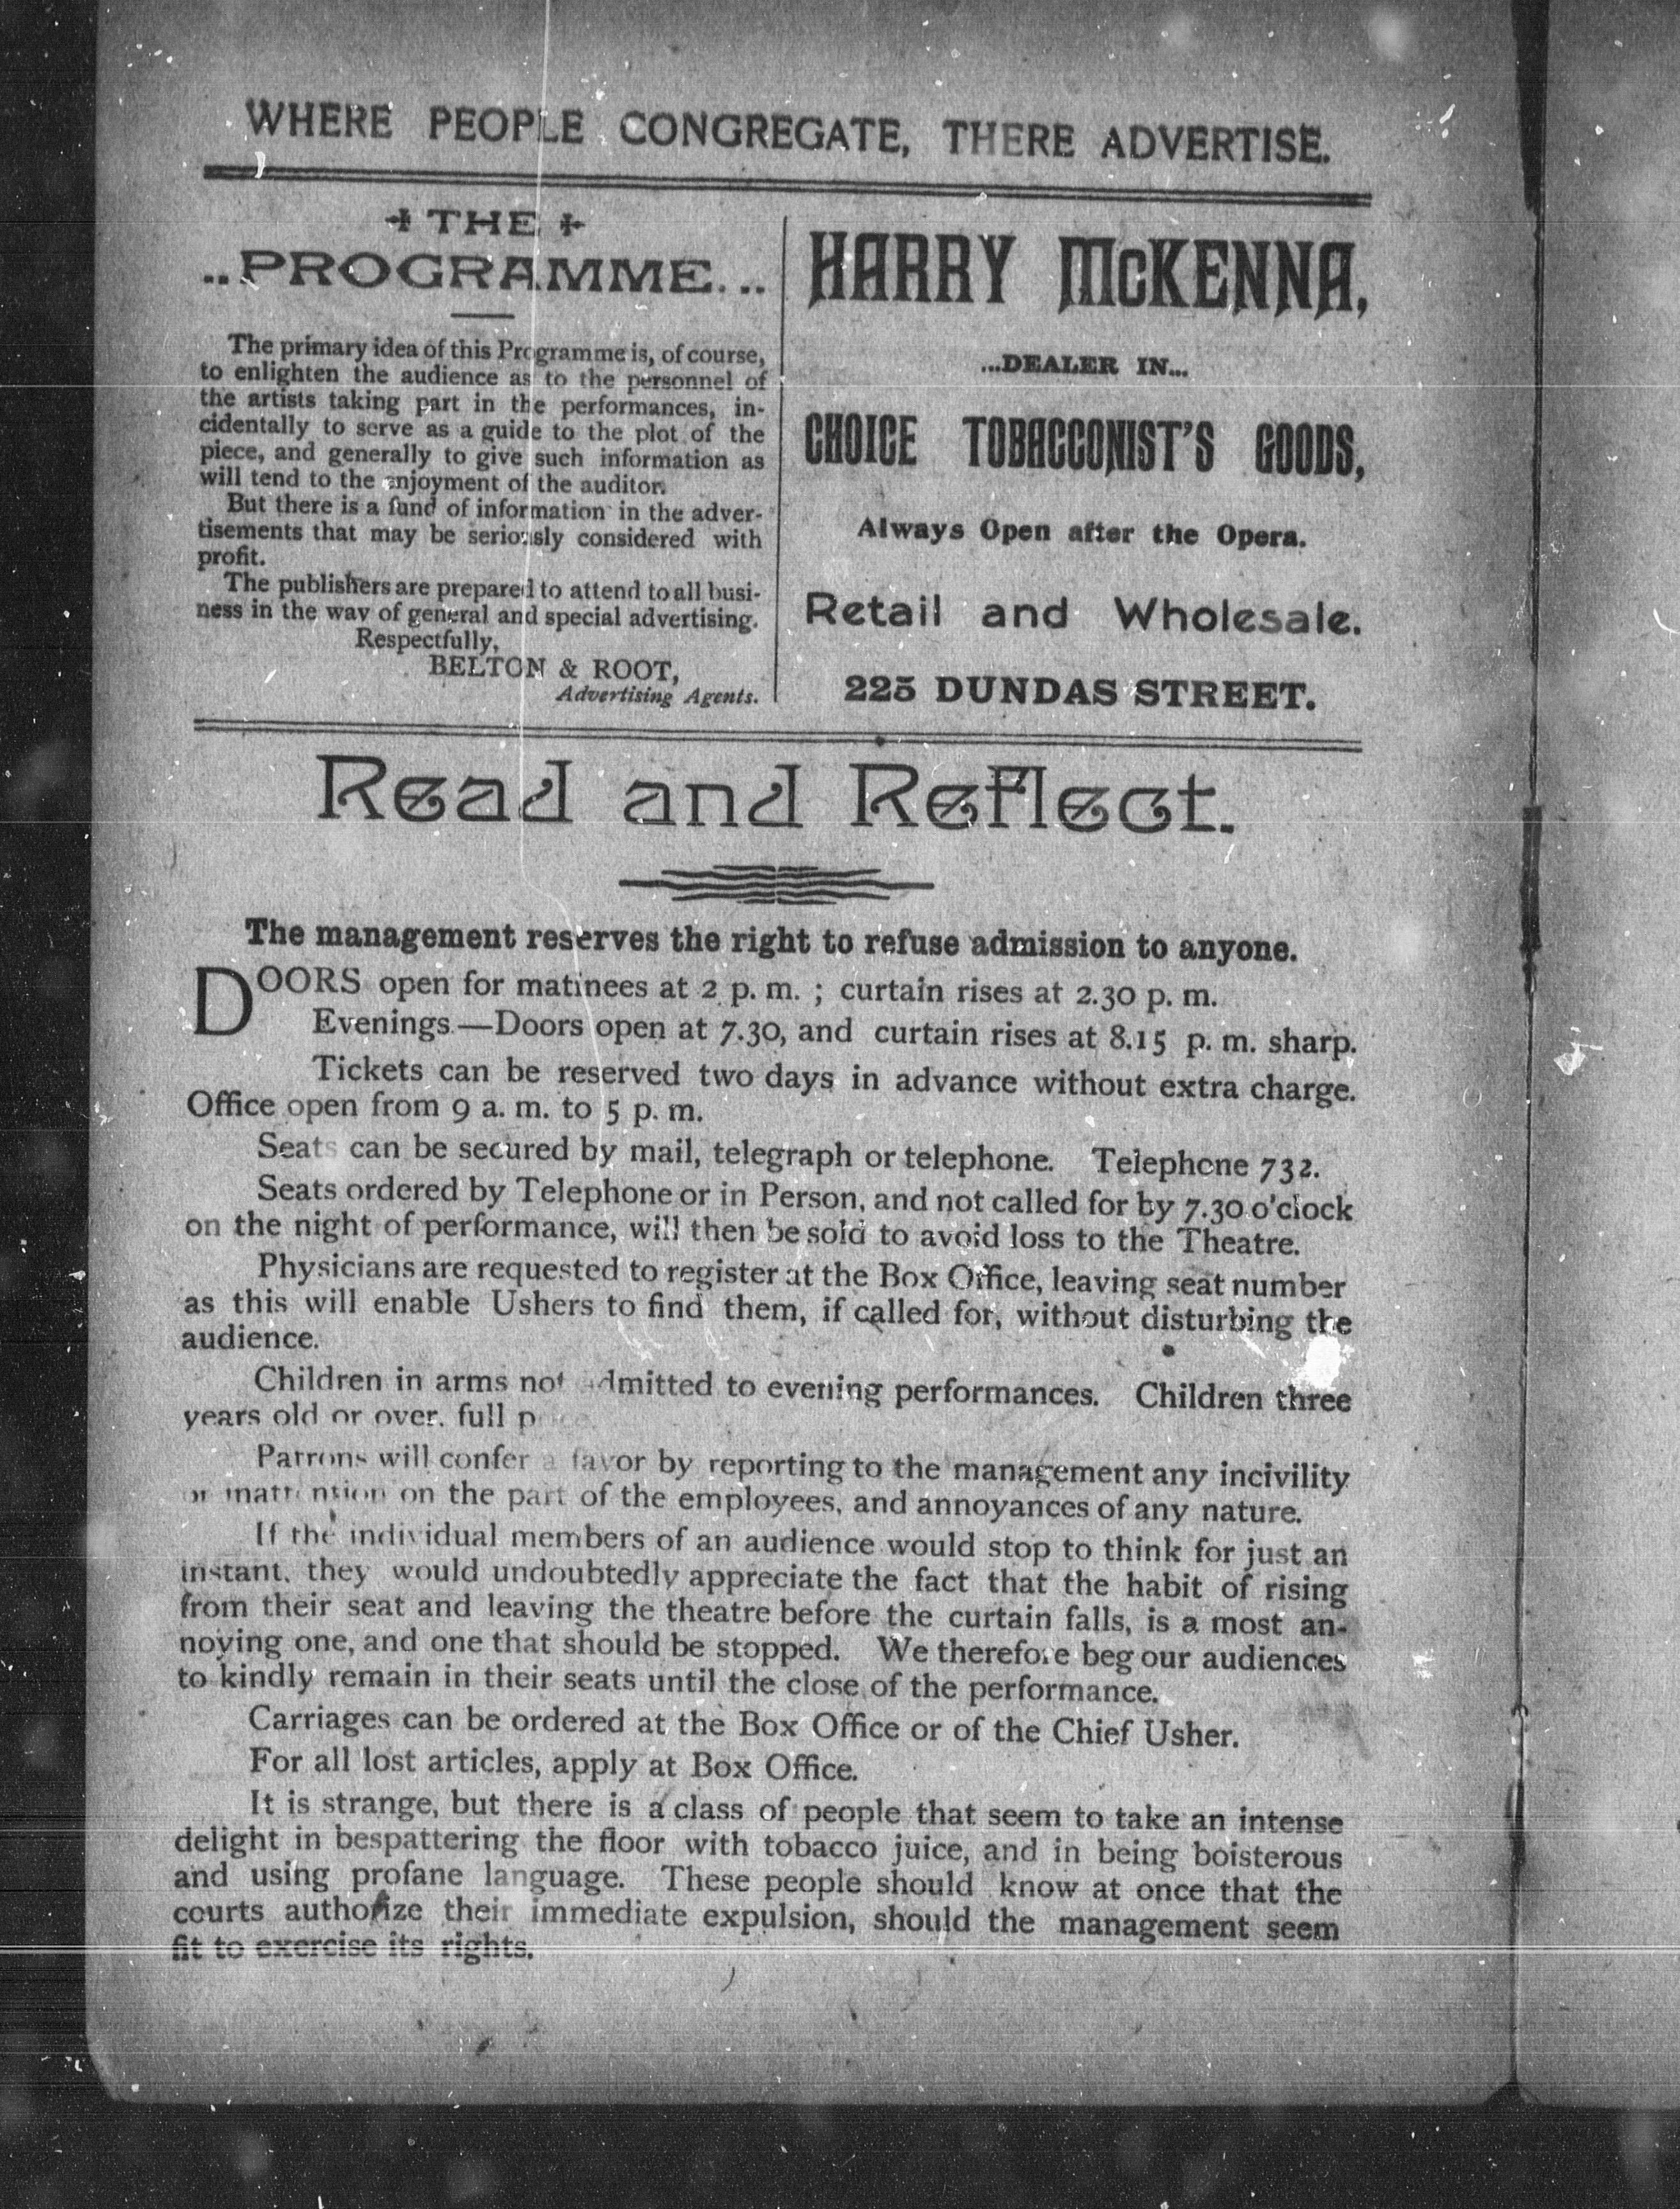 WHERE PEOPLE CONGREGATE, THERE ADVERTISE.
THE
..PROGRAMME...
The primary idea of this Programme is, of course,
to enlighten the audience as to the personnel of
the artists taking part in the performances, in-
cidentally to serve as a guide to the plot of the
piece, and generally to give such information as
will tend to the enjoyment of the auditor.
But there is a fund of information in the adver-
tisements that may be seriously considered with
profit.
The publishers are prepared to attend to all busi-
ness in the way of general and special advertising.
Respectfully,
BELTON & ROOT,
Advertising Agents.
HARRY McKENNA,
...DEALER IN...
CHOICE TOBACCONIST'S GOODS,
Always Open after the Opera.
Retail and Wholesale.
225 DUNDAS STREET.
Read and Reflect.
The management reserves the right to refuse admission to anyone.
DOORS open for matinees at 2 p. m. ; curtain rises at 2.30 p. m.
Evenings—Doors open at 7.30, and curtain rises at 8.15 p. m. sharp.
Tickets can be reserved two days in advance without extra charge.
Office open from 9 a. m. to 5 p. m.
Seats can be secured by mail, telegraph or telephone. Telephone 732.
Seats ordered by Telephone or in Person, and not called for by 7.30 o'clock
on the night of performance, will then be sold to avoid loss to the Theatre.
Physicians are requested to register at the Box Office, leaving seat number
as this will enable Ushers to find them, if called for, without disturbing the
audience.
Children in arms not admitted to evening performances. Children three
years old or over, full price.
Patrons will confer a favor by reporting to the management any incivility
or inattention on the part of the employees, and annoyances of any nature.
If the individual members of an audience would stop to think for just an
instant, they would undoubtedly appreciate the fact that the habit of rising
from their seat and leaving the theatre before the curtain falls, is a most an-
noying one, and one that should be stopped. We therefore beg our audiences
to kindly remain in their seats until the close of the performance.
Carriages can be ordered at the Box Office or of the Chief Usher.
For all lost articles, apply at Box Office.
It is strange, but there is a class of people that seem to take an intense
delight in bespattering the floor with tobacco juice, and in being boisterous
and using profane language. These people should know at once that the
courts authorize their immediate expulsion, should the management seem
fit to exercise its rights.